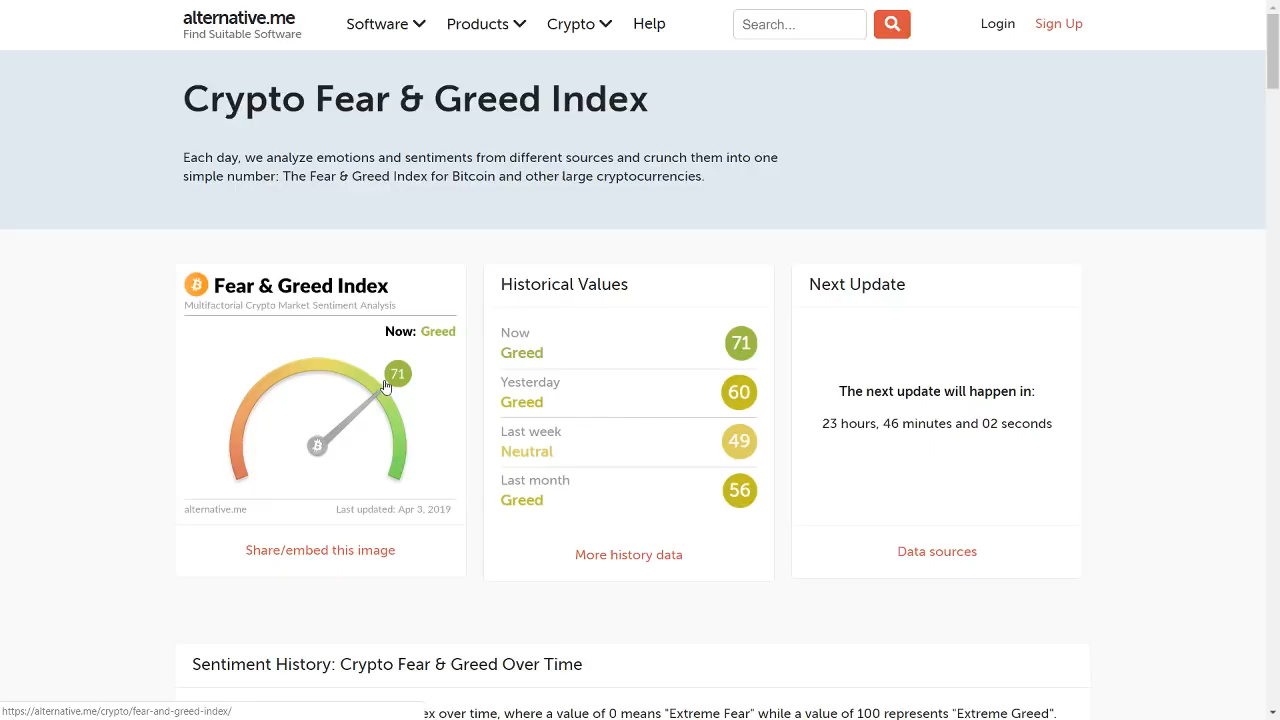 alternative.me
Find Suitable Software
Software
Products
Crypto
Help
Search...
Login
Sign Up
Crypto Fear & Greed Index
Each day, we analyze emotions and sentiments from different sources and crunch them into one
simple number: The Fear & Greed Index for Bitcoin and other large cryptocurrencies.
Fear & Greed Index
Multifactorial Crypto Market Sentiment Analysis
Now: Greed
71
alternative.me
Last updated: Apr 3, 2019
Share/embed this image
Historical Values
Now
Greed
71
Yesterday
Greed
60
Last week
Neutral
49
Last month
Greed
56
More history data
Next Update
The next update will happen in:
23 hours, 46 minutes and 02 seconds
Data sources
Sentiment History: Crypto Fear & Greed Over Time
ex over time, where a value of 0 means "Extreme Fear" while a value of 100 represents "Extreme Greed".
https://alternative.me/crypto/fear-and-greed-index/